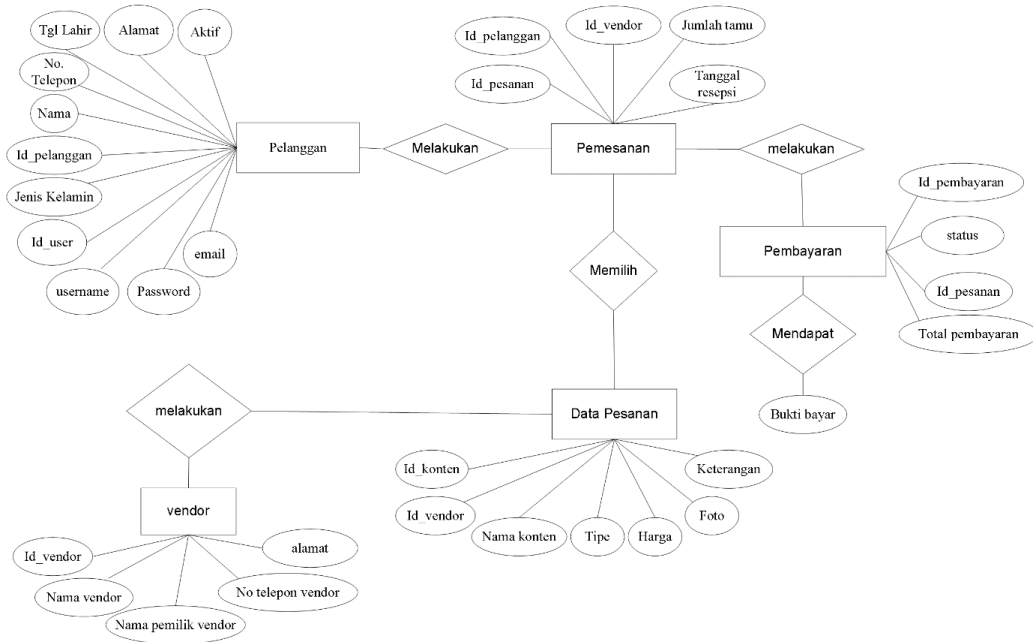 Tgl Lahir
Alamat
Aktif
No.
Telepon
Nama
Id_pelanggan
Jenis Kelamin
Id_user
username
Password
email
Pelanggan
Melakukan
Id_pelanggan
Id_vendor
Jumlah tamu
Id_pesanan
Tanggal
resepsi
Pemesanan
melakukan
Id_pembayaran
status
Id_pesanan
Total pembayaran
Pembayaran
Mendapat
Bukti bayar
Memilih
Data Pesanan
Id_konten
Id_vendor
Nama konten
Tipe
Harga
Foto
Keterangan
melakukan
vendor
Id_vendor
Nama vendor
Nama pemilik vendor
No telepon vendor
alamat